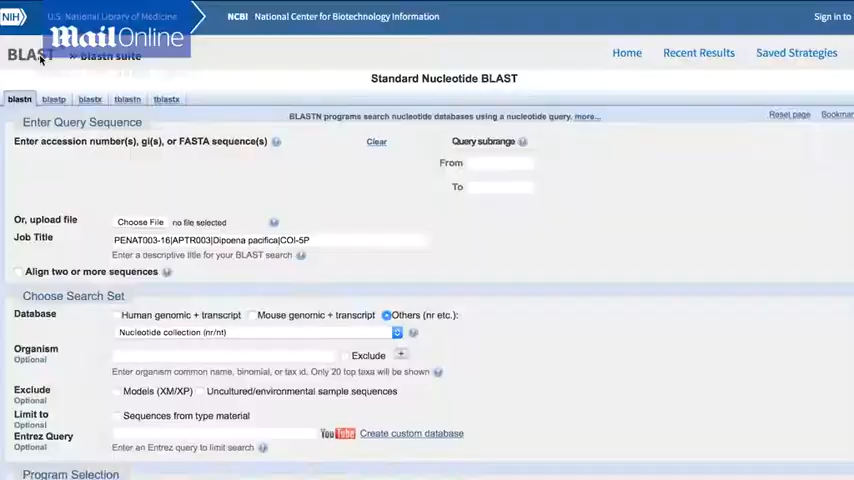 NIH U.S. National Library of Medicine NCBI National Center for Biotechnology Information Sign in to
Mail Online
BLAST » blastn suite Home Recent Results Saved Strategies
Standard Nucleotide BLAST
blastn blastp blastx tblastn tblastx
BLASTN programs search nucleotide databases using a nucleotide query. more... Reset page Bookmar
Enter Query Sequence
Enter accession number(s), gi(s), or FASTA sequence(s) Clear Query subrange
From
To
Or, upload file Choose File no file selected
Job Title PENAT003-16|APTR003|Dipoena pacifica|COI-5P
Enter a descriptive title for your BLAST search
Align two or more sequences
Choose Search Set
Database Human genomic + transcript Mouse genomic + transcript Others (nr etc.):
Nucleotide collection (nr/nt)
Organism
Optional
Exclude +
Enter organism common name, binomial, or tax id. Only 20 top taxa will be shown
Exclude Models (XM/XP) Uncultured/environmental sample sequences
Optional
Limit to Sequences from type material
Optional
Entrez Query YouTube Create custom database
Optional
Enter an Entrez query to limit search
Program Selection